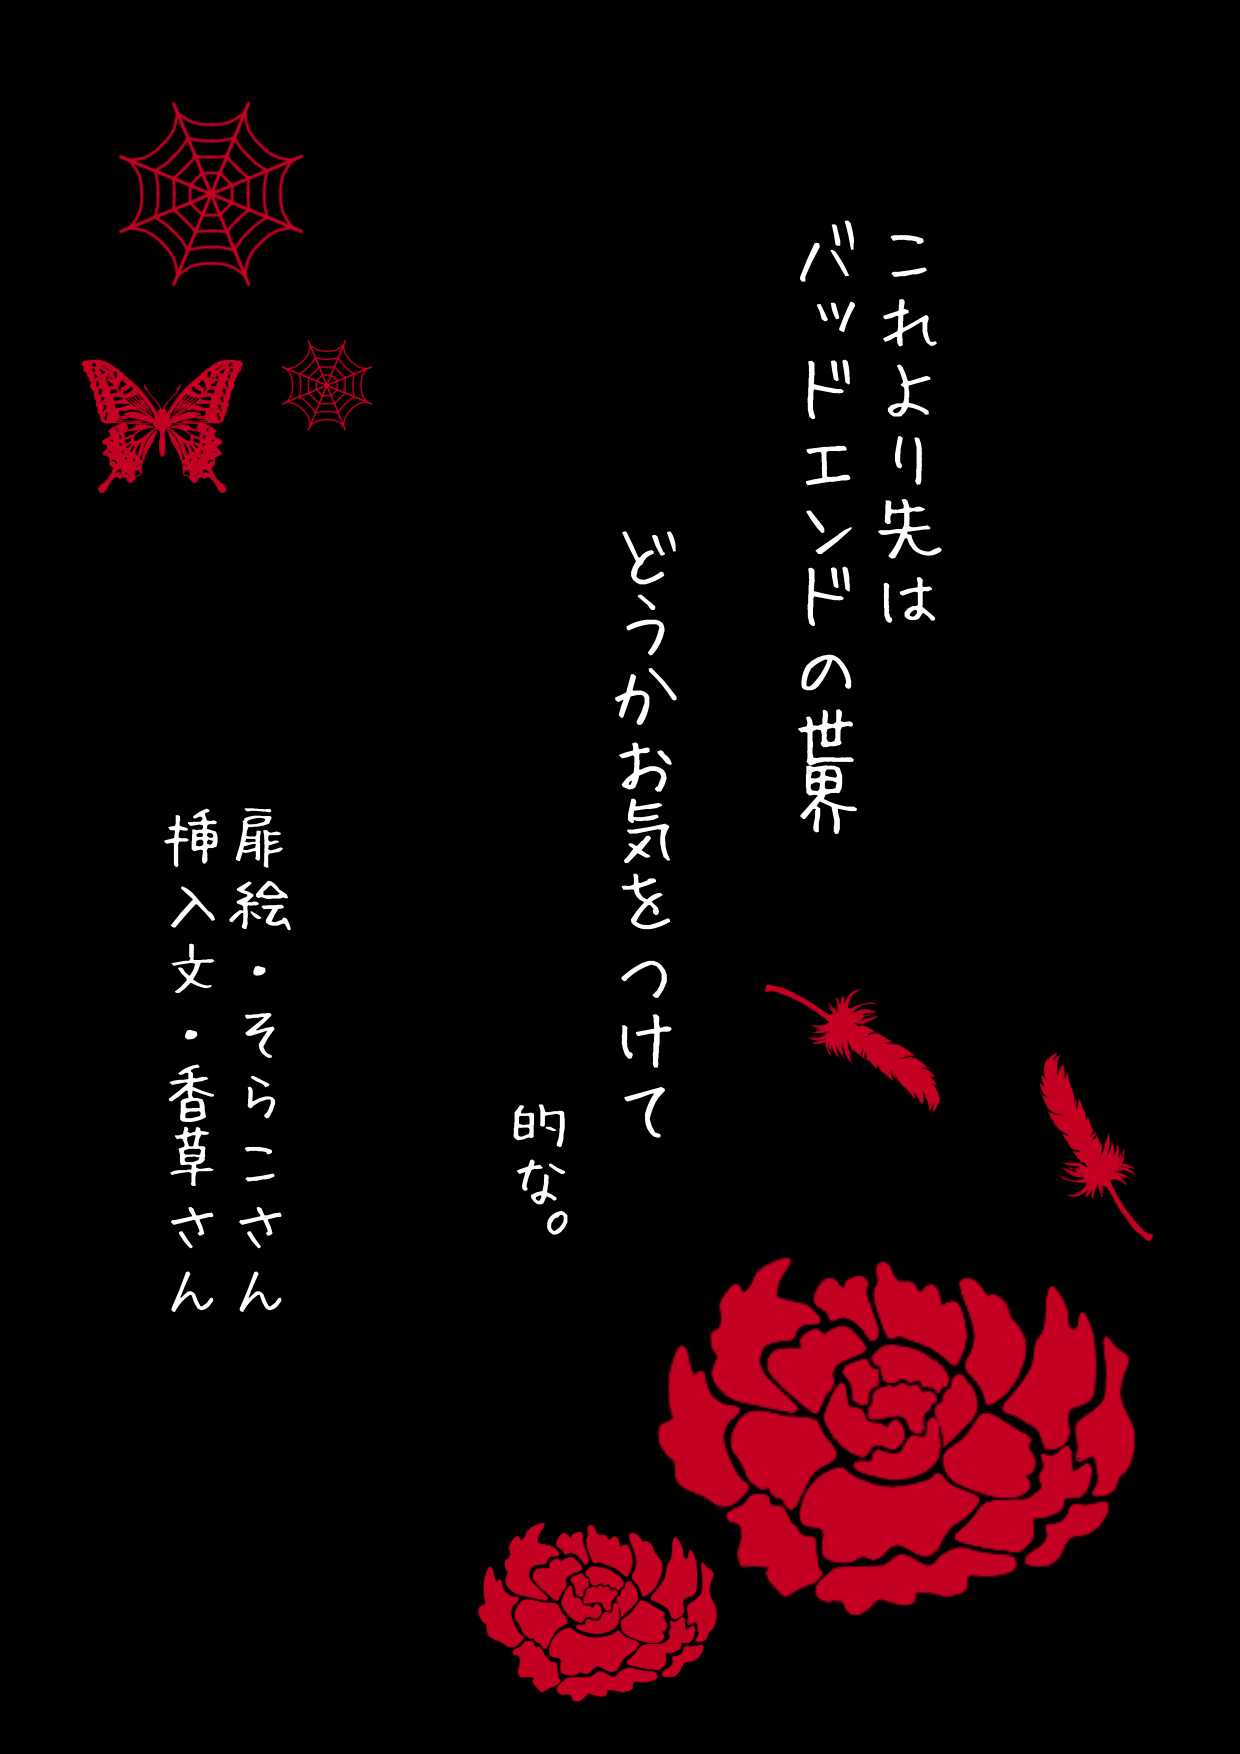 これより先は
バッドエンドの世界
どうかお気をつけて
的な。
扉絵・そらこさん
挿入文・香草さん